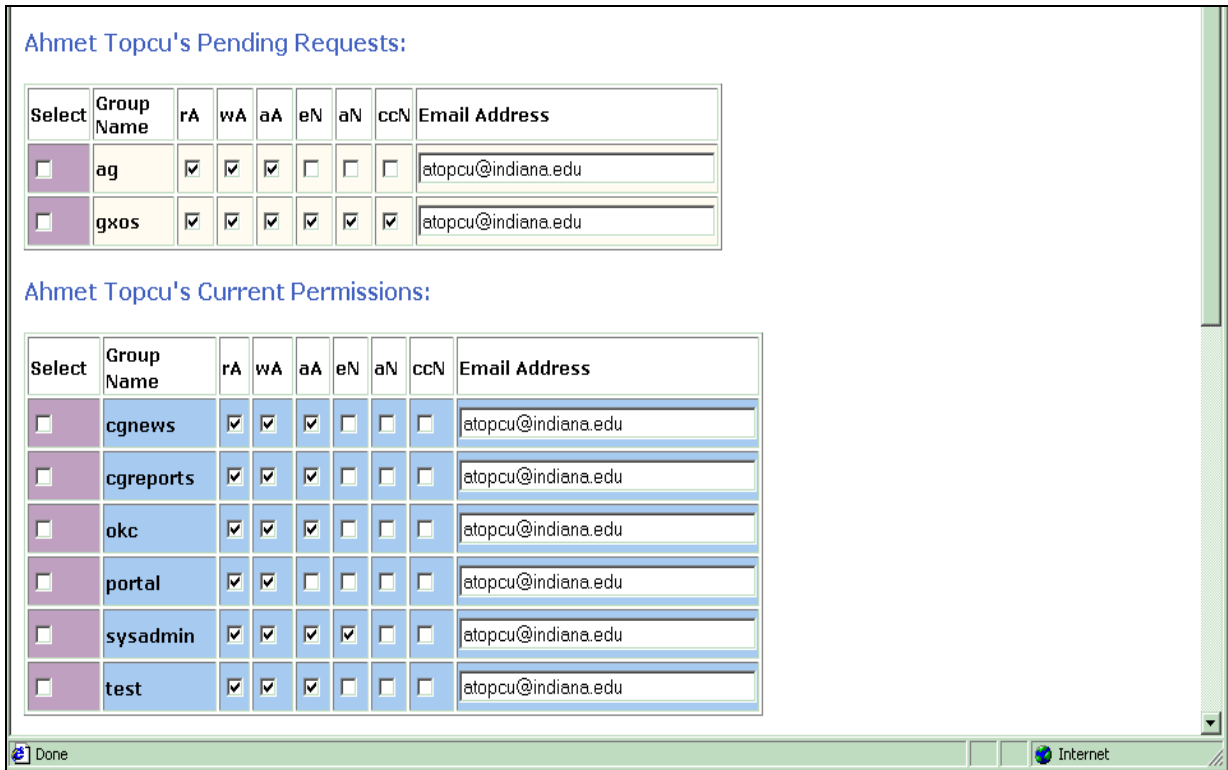 Ahmet Topcu's Pending Requests:
Select Group Name rA wA aA eN aN ccN Email Address
ag atopcu@indiana.edu
gxos atopcu@indiana.edu
Ahmet Topcu's Current Permissions:
Select Group Name rA wA aA eN aN ccN Email Address
cgnews atopcu@indiana.edu
cgreports atopcu@indiana.edu
okc atopcu@indiana.edu
portal atopcu@indiana.edu
sysadmin atopcu@indiana.edu
test atopcu@indiana.edu
Done Internet